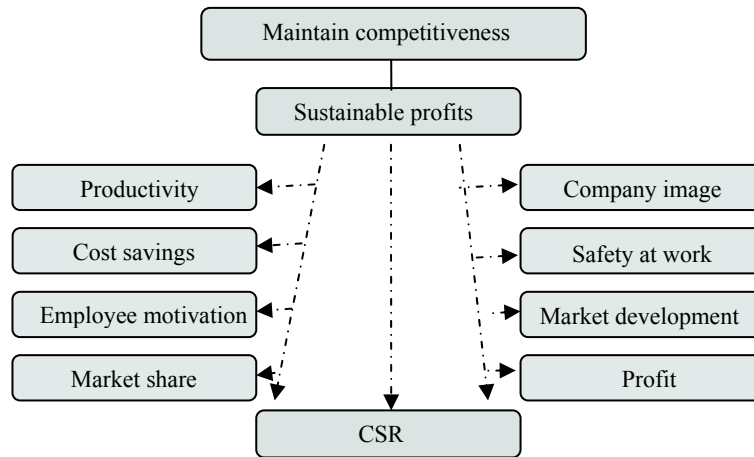 Maintain competitiveness
Sustainable profits
Productivity
Company image
Cost savings
Safety at work
Employee motivation
Market development
Market share
Profit
CSR